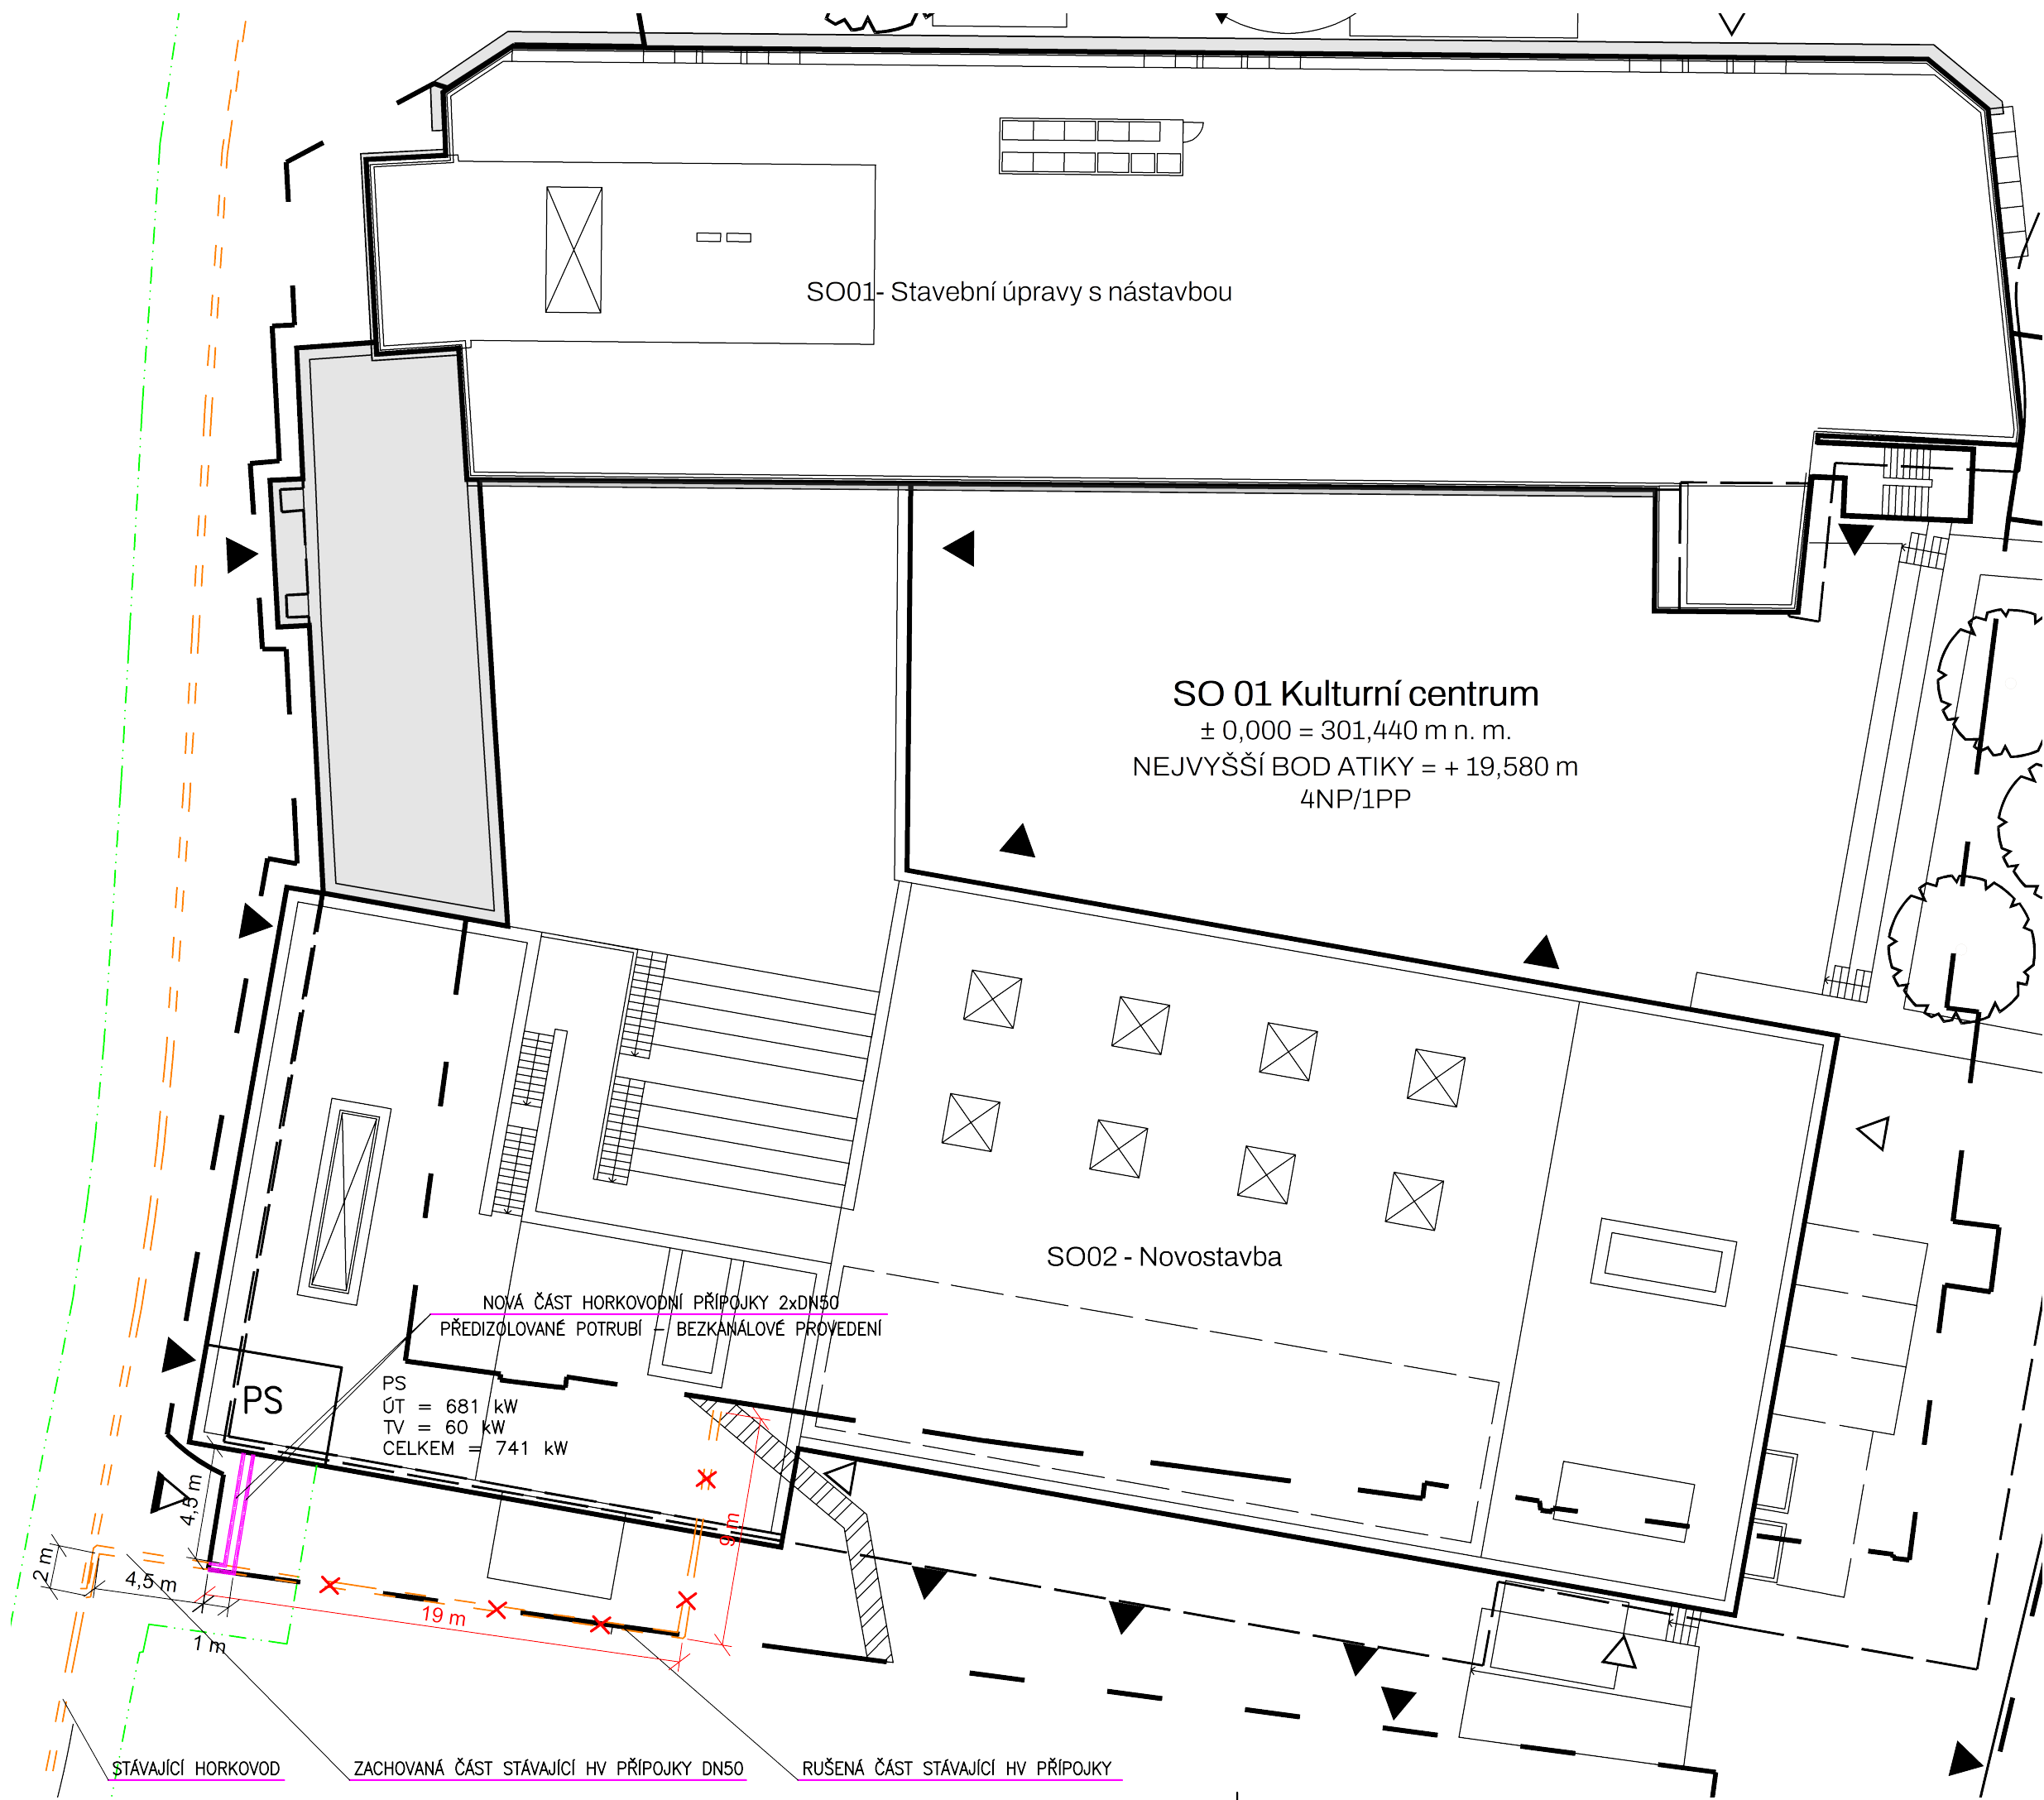 SO01- Stavební úpravy s nástavbou
SO 01 Kulturní centrum
± 0,000 = 301,440 m n. m.
NEJVYŠŠÍ BOD ATIKY = + 19,580 m
4NP/1PP
SO02 - Novostavba
NOVÁ ČÁST HORKOVODNÍ PŘÍPOJKY 2xDN50
PŘEDIZOLOVANÉ POTRUBÍ – BEZKANÁLOVÉ PROVEDENÍ
PS
PS
ÚT = 681 kW
TV = 60 kW
CELKEM = 741 kW
4,5 m
9 m
2 m
4,5 m
19 m
1 m
STÁVAJÍCÍ HORKOVOD
ZACHOVANÁ ČÁST STÁVAJÍCÍ HV PŘÍPOJKY DN50
RUŠENÁ ČÁST STÁVAJÍCÍ HV PŘÍPOJKY